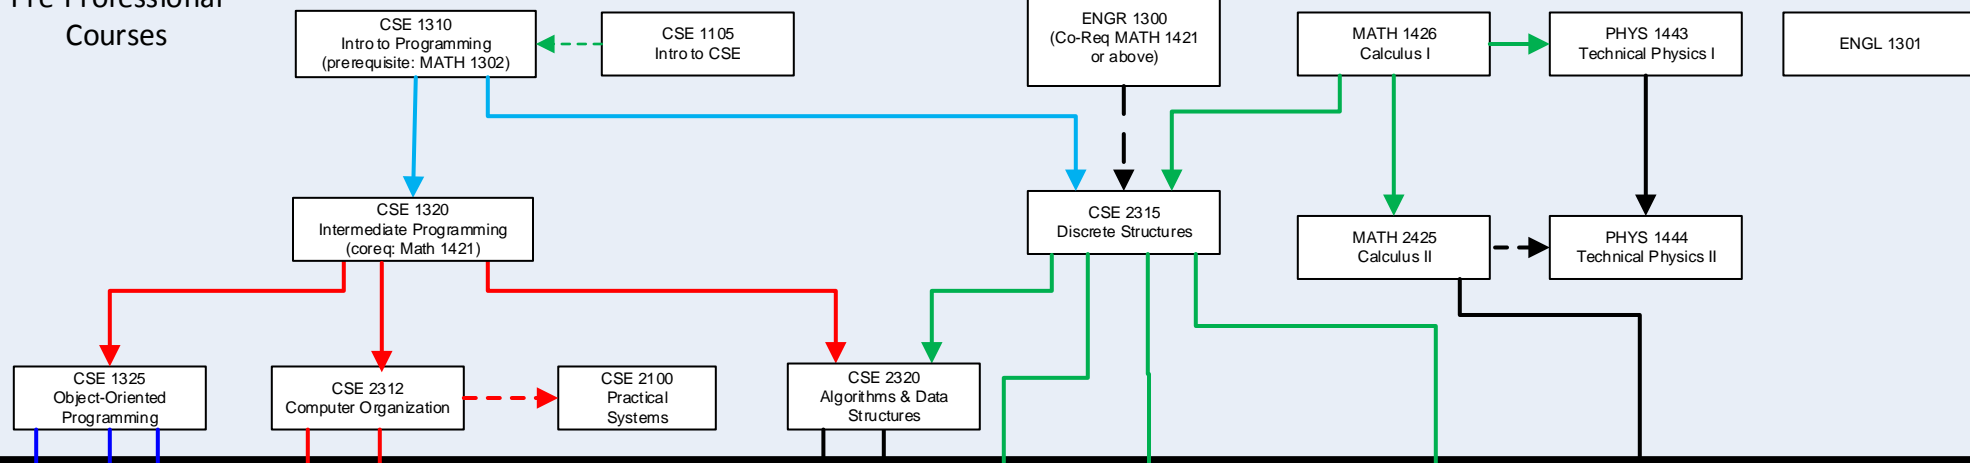 Pre-Professional
Courses
CSE 1310
Intro to Programming
(prerequisite: MATH 1302)
CSE 1105
Intro to CSE
ENGR 1300
(Co-Req MATH 1421
or above)
MATH 1426
Calculus I
PHYS 1443
Technical Physics I
ENGL 1301
CSE 1320
Intermediate Programming
(coreq: Math 1421)
CSE 2315
Discrete Structures
MATH 2425
Calculus II
PHYS 1444
Technical Physics II
CSE 1325
Object-Oriented
Programming
CSE 2312
Computer Organization
CSE 2100
Practical
Systems
CSE 2320
Algorithms & Data
Structures